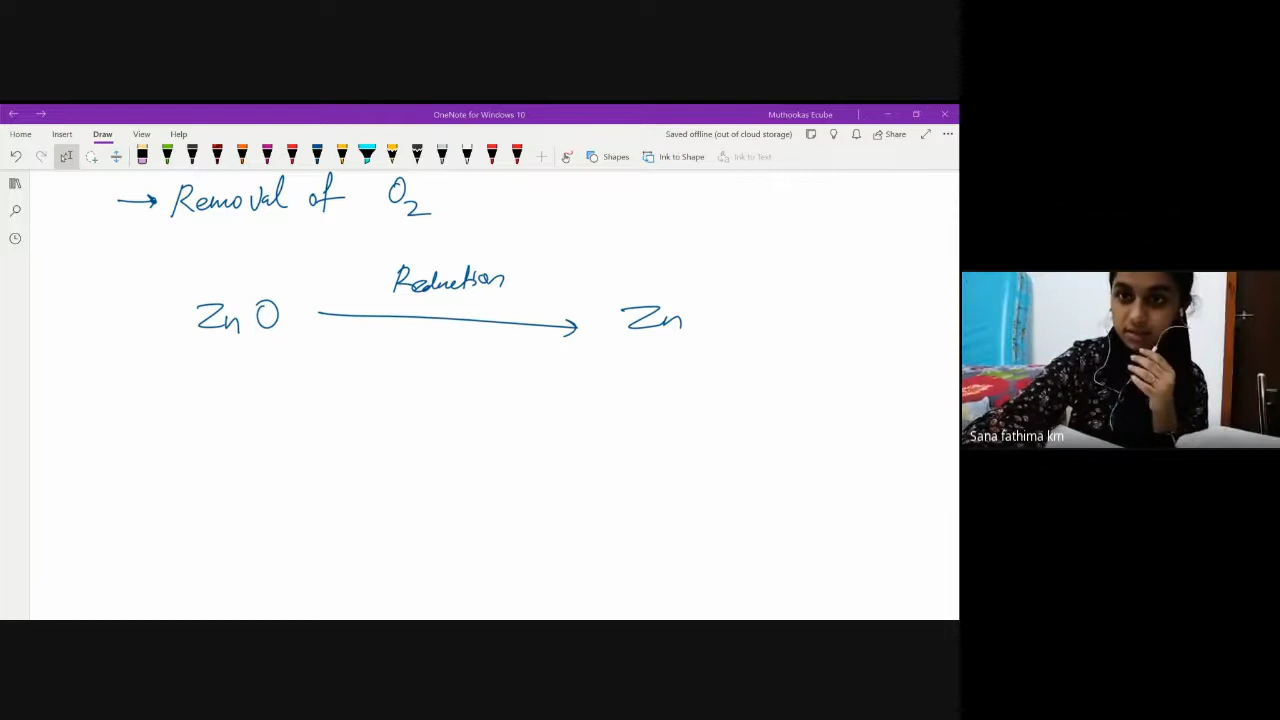 OneNote for Windows 10
Muthookas Ecube
Home Insert Draw View Help
Saved offline (out of cloud storage)
Share
Shapes
Ink to Shape
Ink to Text
→ Removal of O₂
Reduction
ZnO → Zn
Sana fathima km